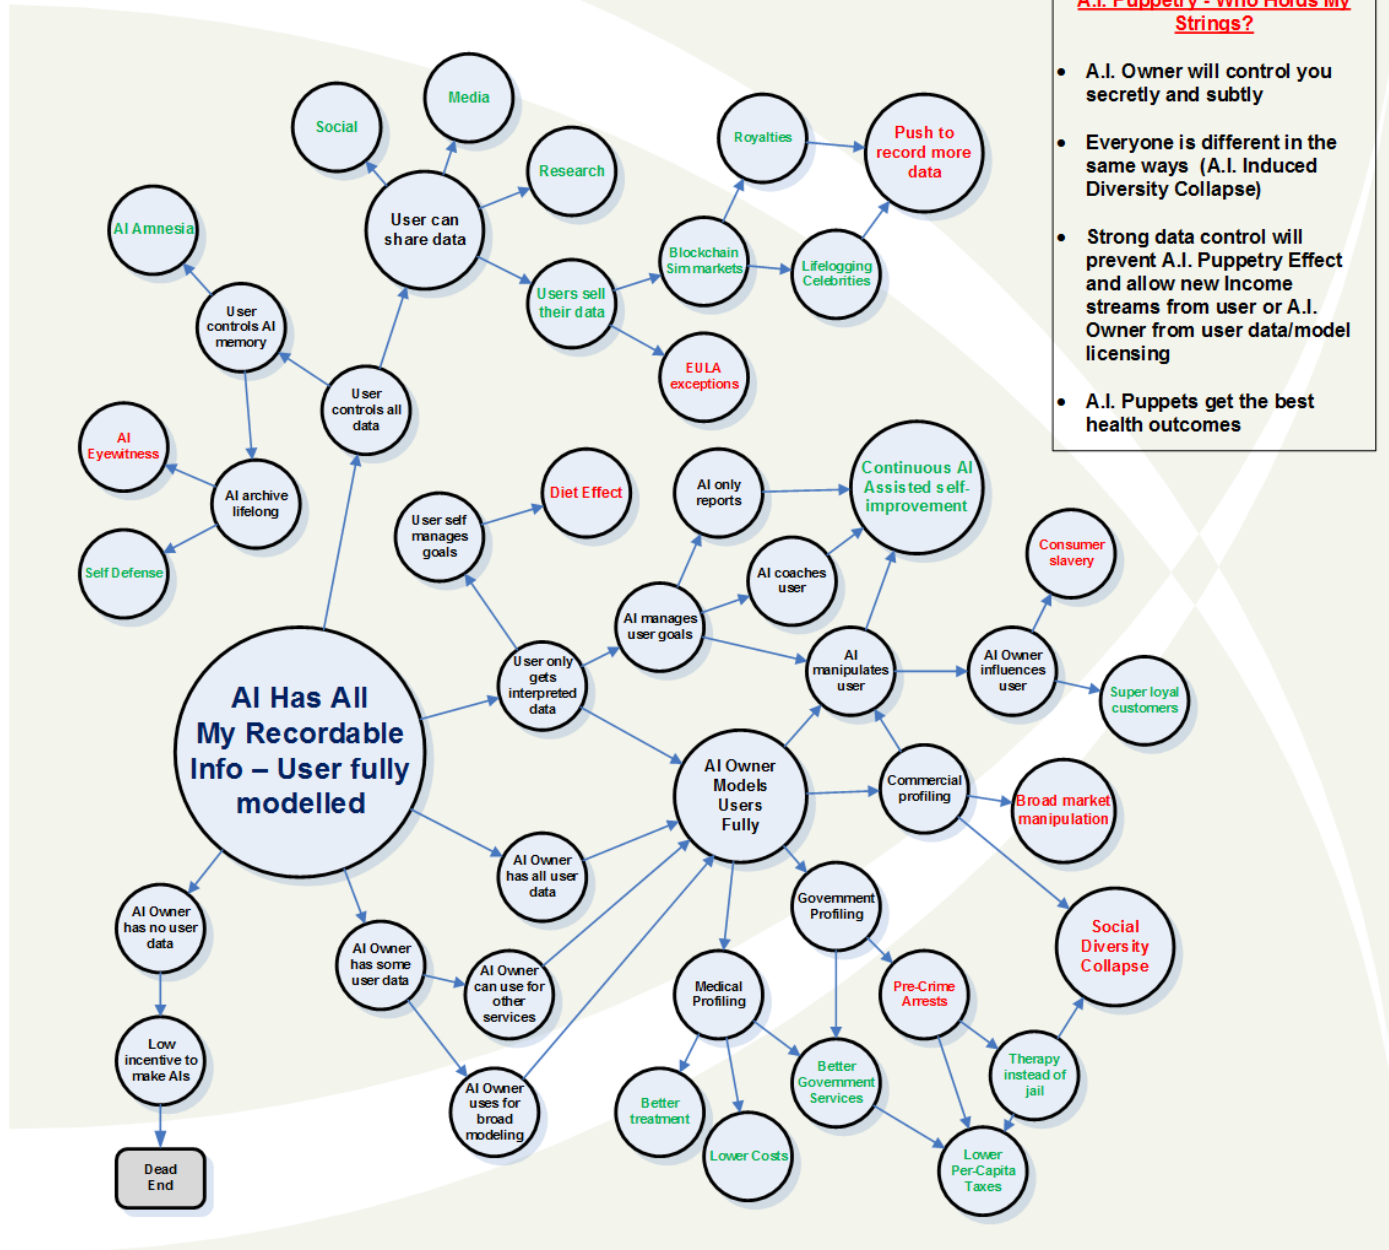 A.I. Puppetry - Who Holds My
Strings?
A.I. Owner will control you
secretly and subtly
Everyone is different in the
same ways (A.I. Induced
Diversity Collapse)
Strong data control will
prevent A.I. Puppetry Effect
and allow new Income
streams from user or A.I.
Owner from user data/model
licensing
A.I. Puppets get the best
health outcomes
Media
Social
Research
Royalties
Push to
record more
data
AI Amnesia
User can
share data
Blockchain
Sim markets
Lifelogging
Celebrities
Users sell
their data
User
controls AI
memory
EULA
exceptions
User
controls all
data
AI
Eyewitness
AI archive
lifelong
Self Defense
User self
manages
goals
Diet Effect
AI only
reports
Continuous AI
Assisted self-
improvement
AI coaches
user
Consumer
slavery
AI manages
user goals
User only
gets
interpreted
data
AI
manipulates
user
AI Owner
influences
user
Super loyal
customers
AI Has All
My Recordable
Info – User fully
modelled
AI Owner
Models
Users
Fully
Commercial
profiling
Broad market
manipulation
AI Owner
has all user
data
Government
Profiling
Social
Diversity
Collapse
AI Owner
has no user
data
AI Owner
has some
user data
AI Owner
can use for
other
services
Medical
Profiling
Pre-Crime
Arrests
Low
incentive to
make AIs
AI Owner
uses for
broad
modeling
Better
treatment
Better
Government
Services
Therapy
instead of
jail
Lower Costs
Lower
Per-Capita
Taxes
Dead
End